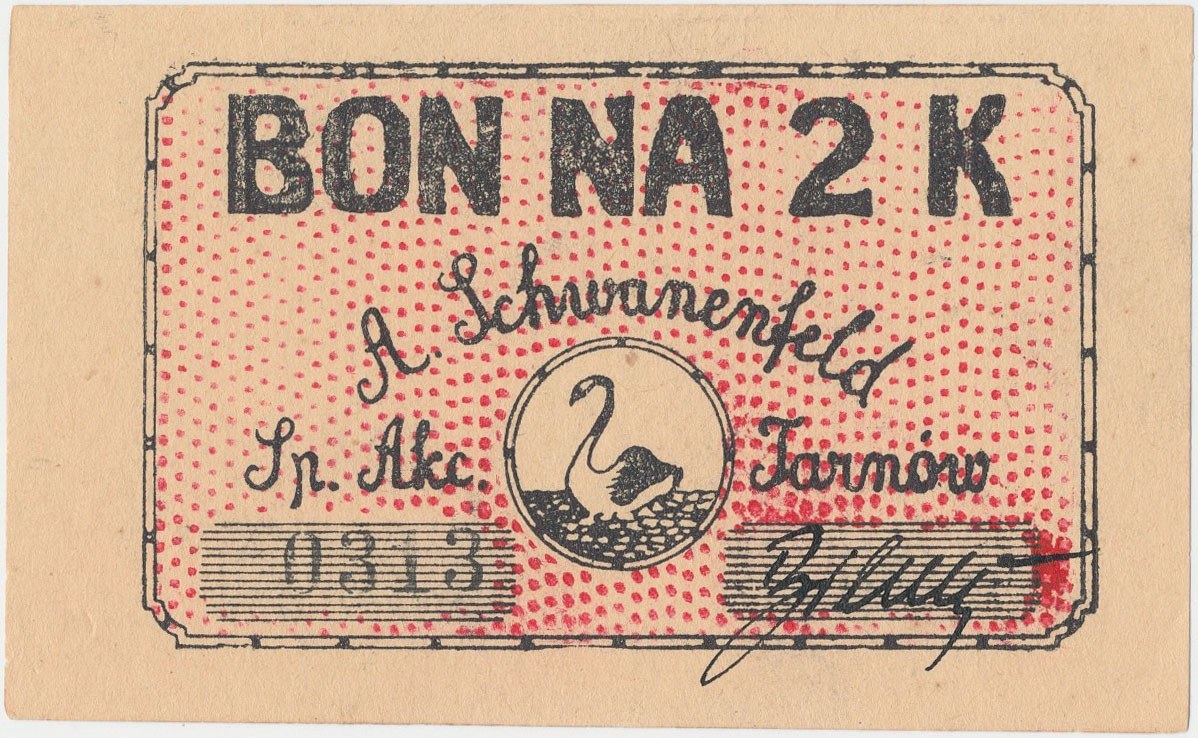 BON NA 2 K
A. Schwanenfeld
Sp. Akc. Tarnów
0313